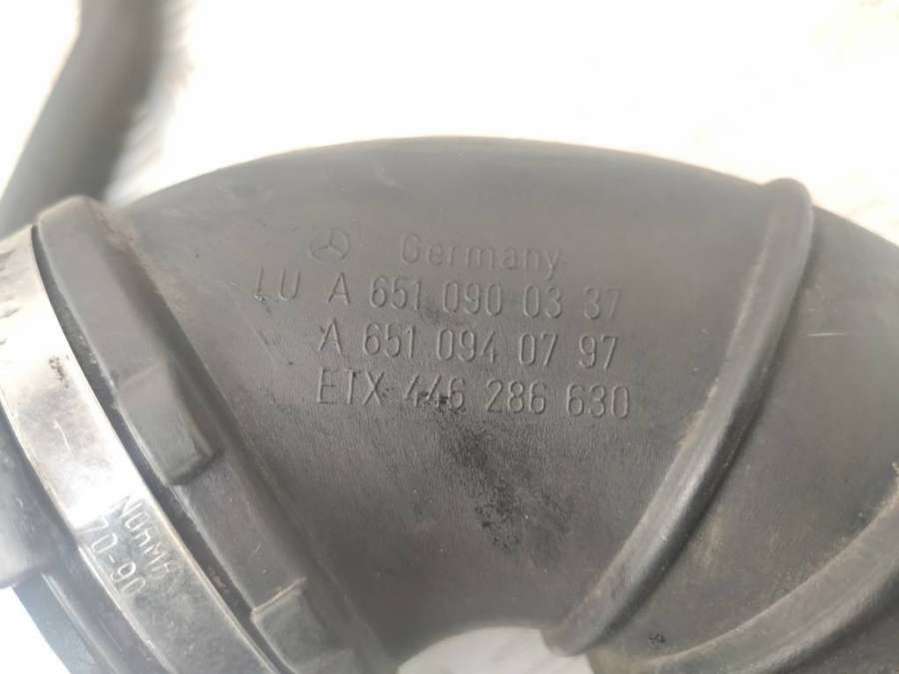 Germany
LU A 651 090 03 37
A 651 094 07 97
ETX 446 286 630
NORMA
70-90